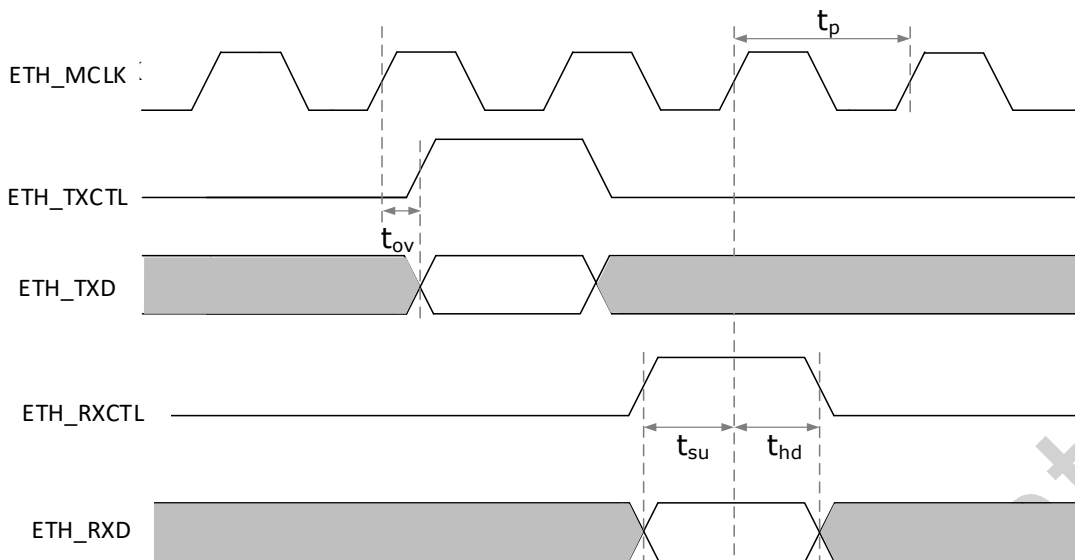 t_p
ETH_MCLK
ETH_TXCTL
t_ov
ETH_TXD
ETH_RXCTL
t_su t_hd
ETH_RXD